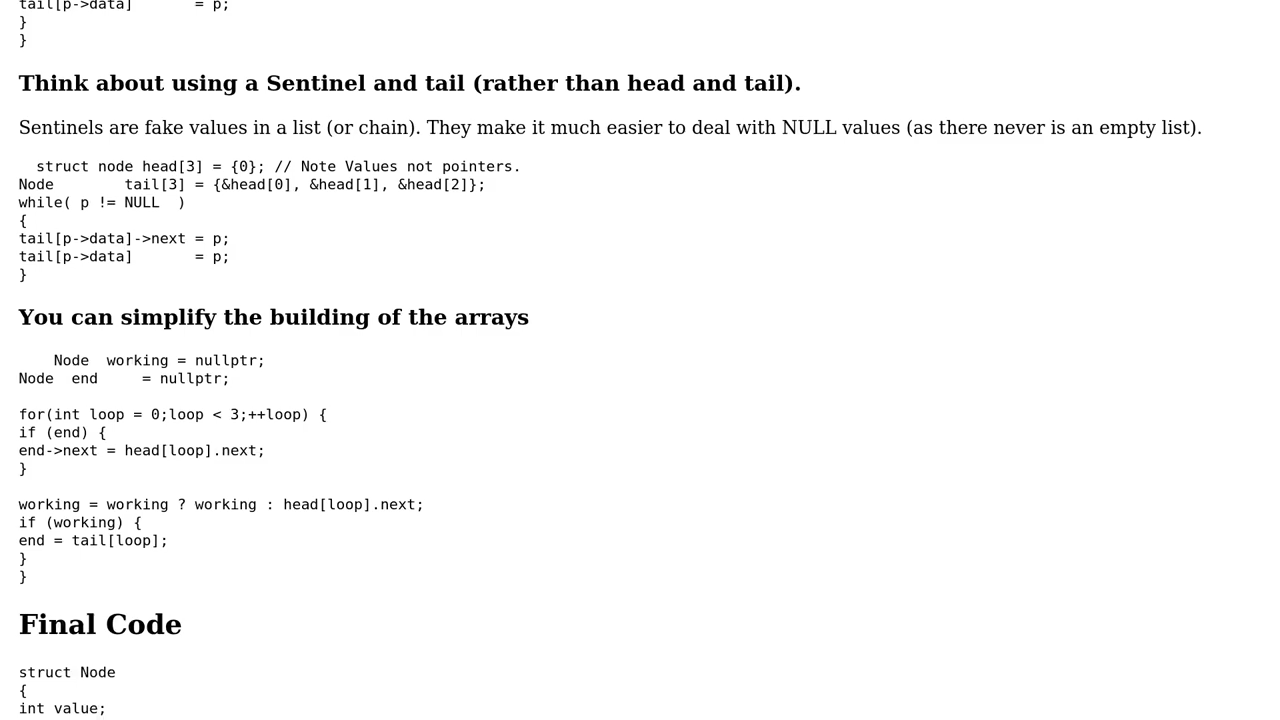 tail[p->data]       = p;
}
}
Think about using a Sentinel and tail (rather than head and tail).
Sentinels are fake values in a list (or chain). They make it much easier to deal with NULL values (as there never is an empty list).
  struct node head[3] = {0}; // Note Values not pointers.
Node        tail[3] = {&head[0], &head[1], &head[2]};
while( p != NULL  )
{
tail[p->data]->next = p;
tail[p->data]       = p;
}
You can simplify the building of the arrays
    Node  working = nullptr;
Node  end     = nullptr;

for(int loop = 0;loop < 3;++loop) {
if (end) {
end->next = head[loop].next;
}

working = working ? working : head[loop].next;
if (working) {
end = tail[loop];
}
}
Final Code
struct Node
{
int value;